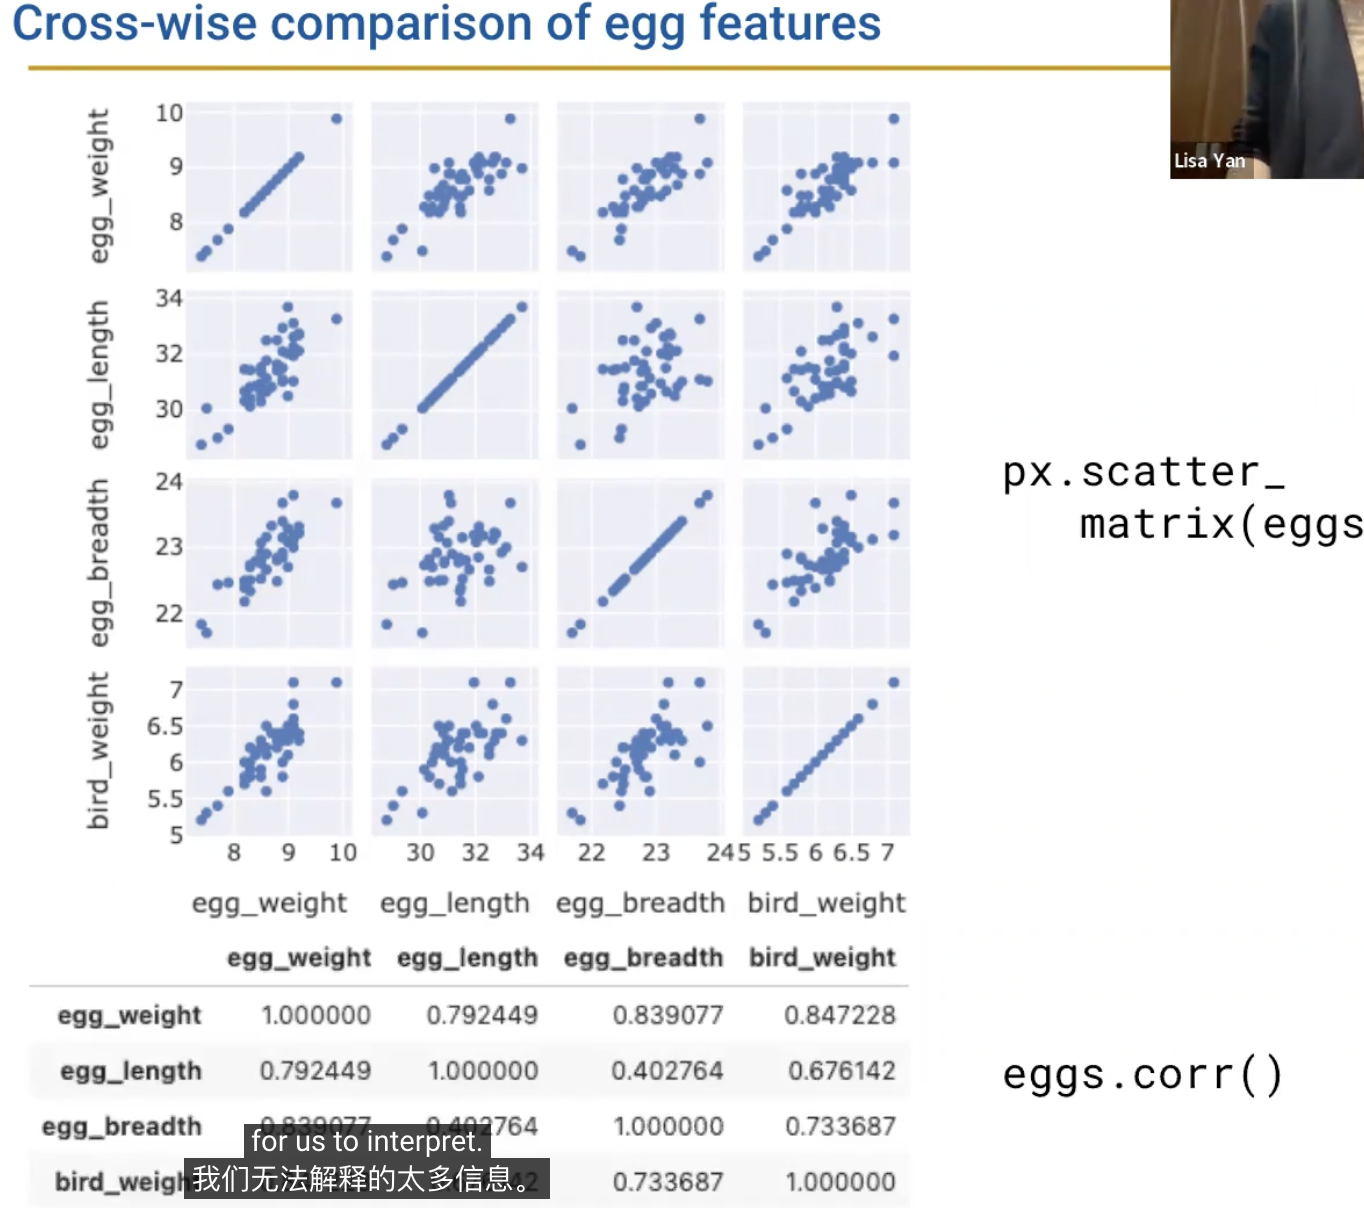 Cross-wise comparison of egg features
Lisa Yan
egg_weight
10
9
8
egg_length
34
32
30
egg_breadth
24
23
22
bird_weight
7
6.5
6
5.5
5
8 9 10 30 32 34 22 23 24 5 5.5 6 6.5 7
egg_weight egg_length egg_breadth bird_weight
egg_weight egg_length egg_breadth bird_weight
egg_weight 1.000000 0.792449 0.839077 0.847228
egg_length 0.792449 1.000000 0.402764 0.676142
egg_breadth 0.839077 0.402764 1.000000 0.733687
bird_weigh 42 0.733687 1.000000
px.scatter_
matrix(eggs
eggs.corr()
for us to interpret.
我们无法解释的太多信息。